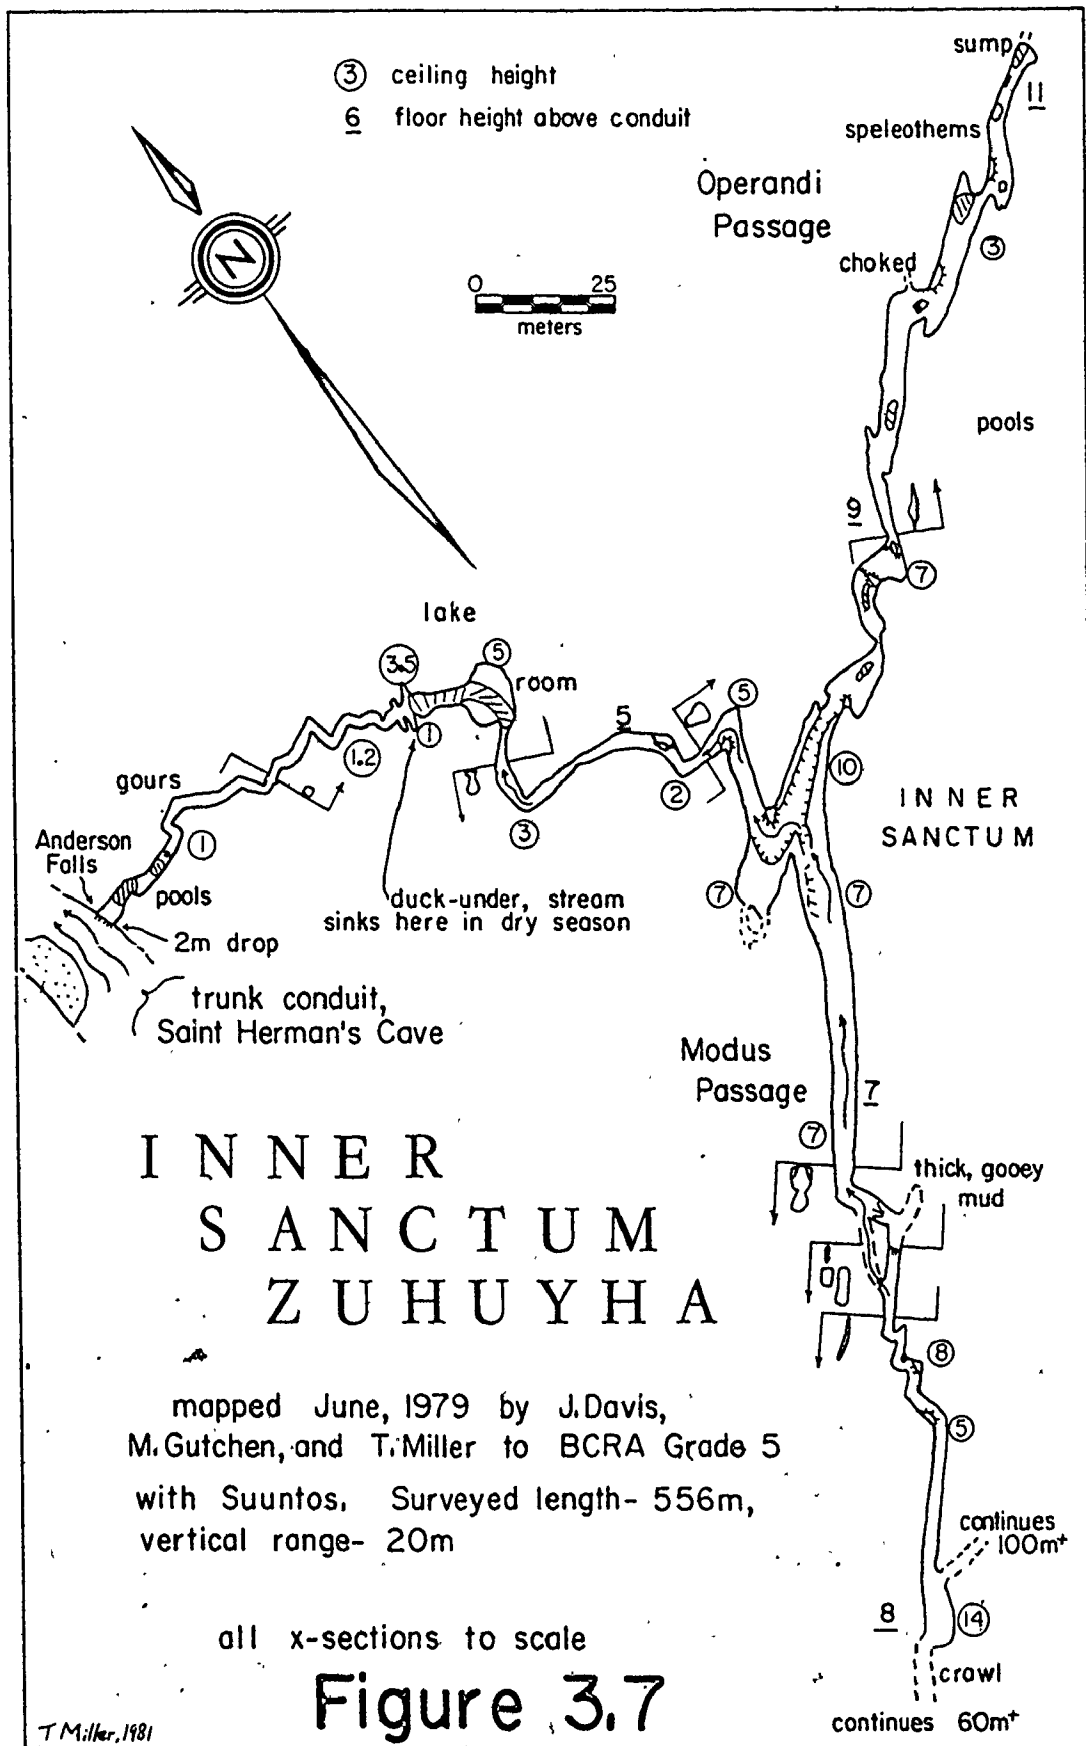 sump
③ ceiling height
11
6 floor height above conduit
speleothems
Operandi
Passage
N
③
choked
0 25
meters
pools
9
⑦
lake
3.5
⑤
room
①
5
⑤
1.2
②
⑩
gours
③
INNER
SANCTUM
①
Anderson
Falls
pools
⑦
⑦
duck-under, stream
sinks here in dry season
2m drop
trunk conduit,
Saint Herman's Cave
Modus
Passage
7
⑦
INNER
SANCTUM
ZUHUYHA
thick, gooey
mud
⑧
mapped June, 1979 by J. Davis,
M. Gutchen, and T. Miller to BCRA Grade 5
⑤
with Suuntos. Surveyed length- 556m,
vertical range- 20m
continues
100m+
8
⑭
all x-sections to scale
crawl
Figure 3.7
continues 60m+
T Miller, 1981